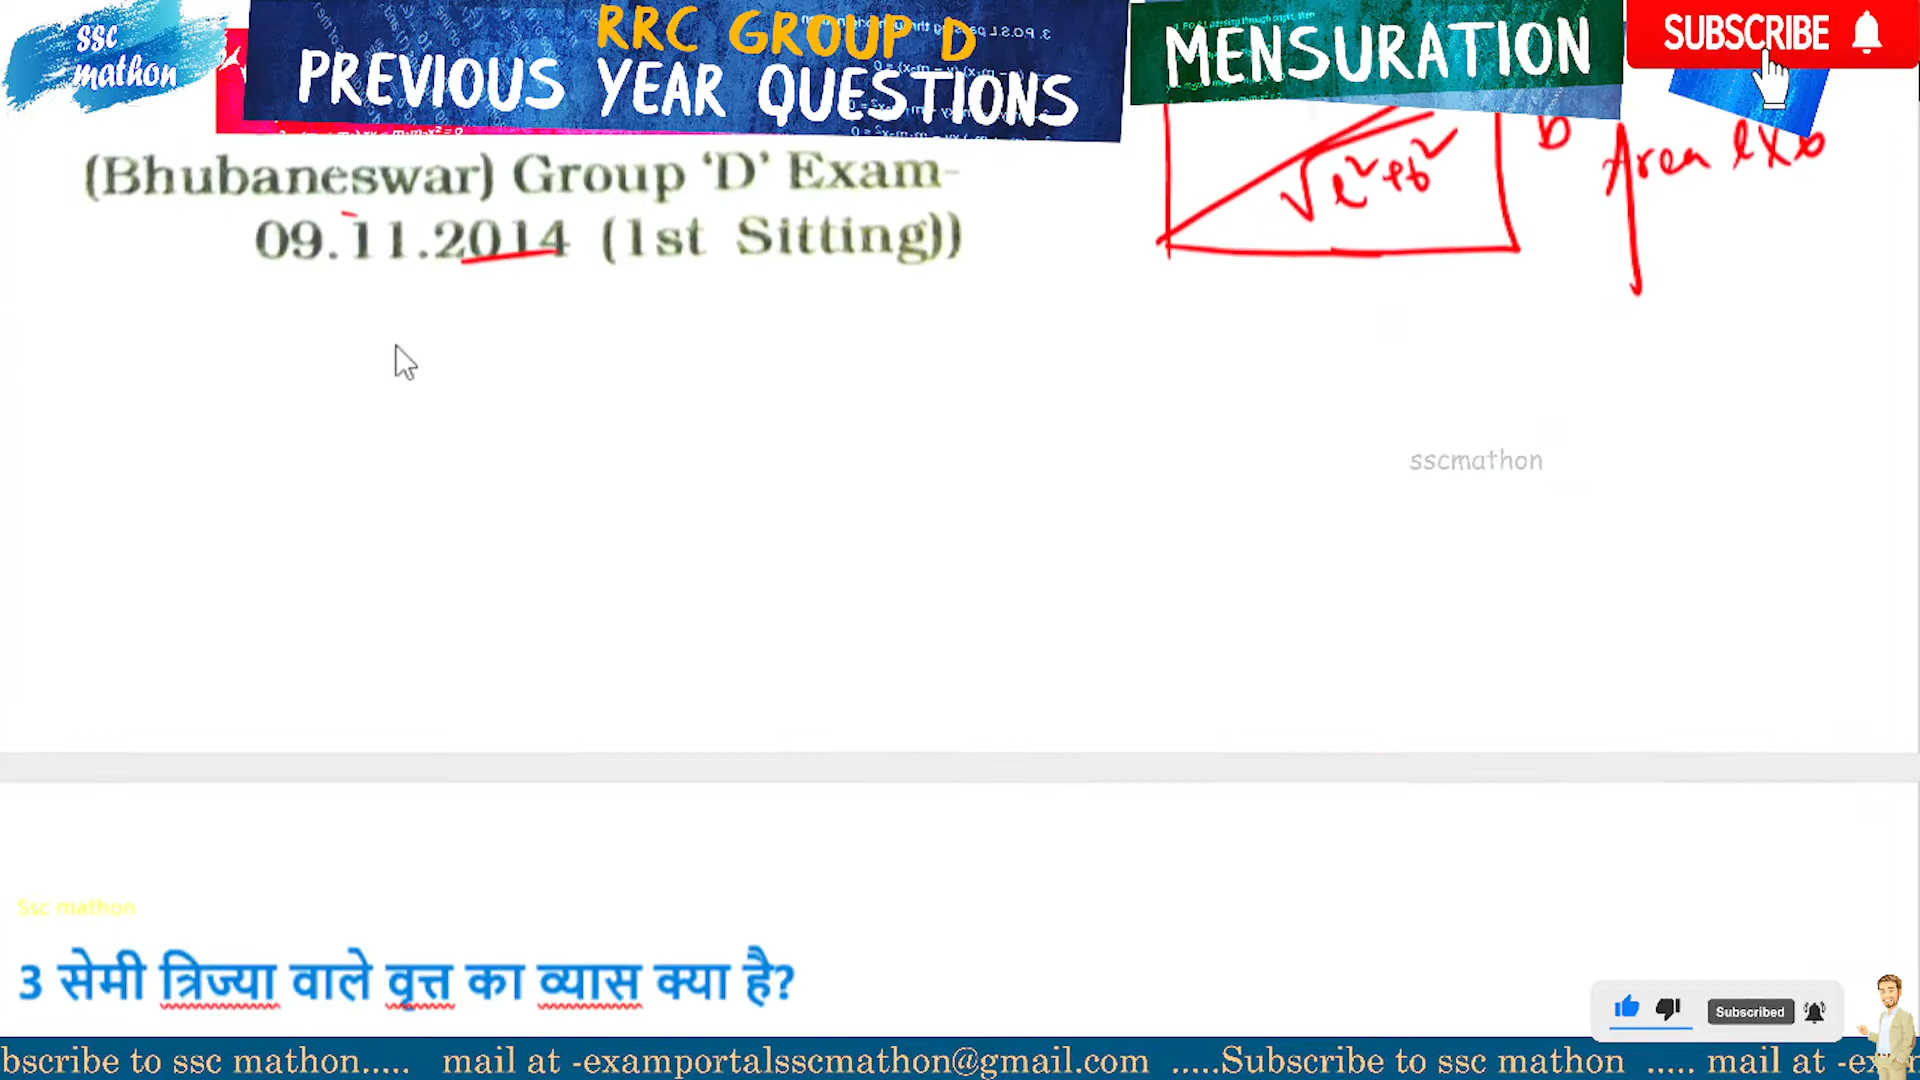 ssc
mathon
RRC GROUP D
PREVIOUS YEAR QUESTIONS
MENSURATION
SUBSCRIBE
(Bhubaneswar) Group ‘D’ Exam-
09.11.2014 (1st Sitting))
√l²+b²
b
Area l×b
sscmathon
Ssc mathon
3 सेमी त्रिज्या वाले वृत्त का व्यास क्या है?
Subscribed
bscribe to ssc mathon..... mail at -examportalsscmathon@gmail.com .....Subscribe to ssc mathon ..... mail at -ex